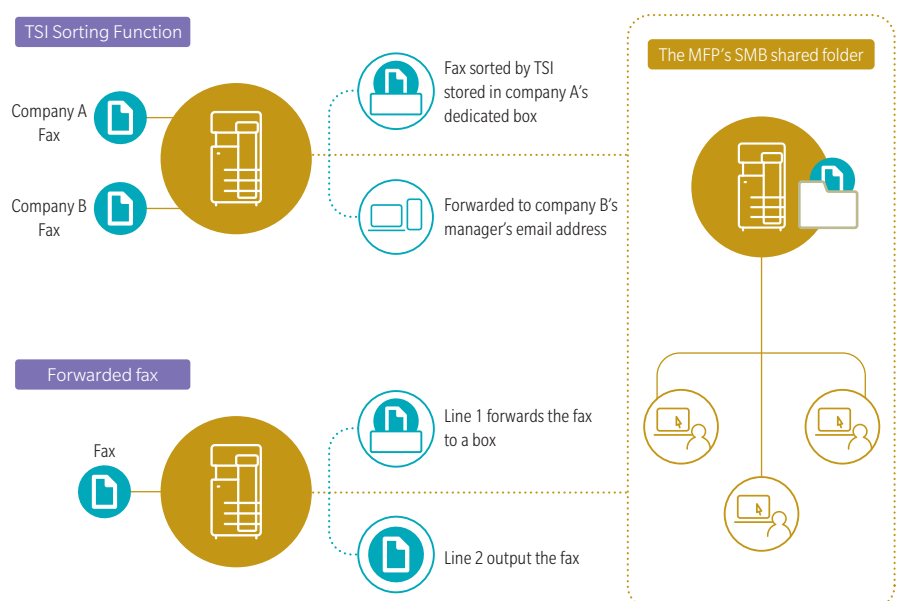 TSI Sorting Function
Company A
Fax
Company B
Fax
Fax sorted by TSI
stored in company A's
dedicated box
Forwarded to company B's
manager's email address
The MFP's SMB shared folder
Forwarded fax
Fax
Line 1 forwards the fax
to a box
Line 2 output the fax